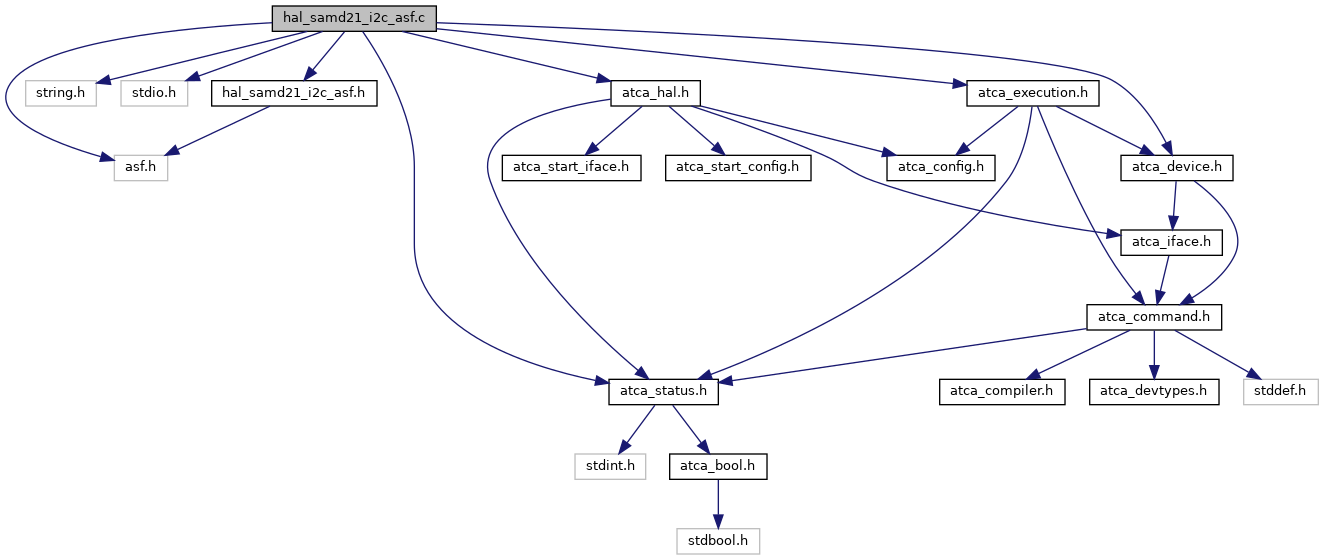 hal_samd21_i2c_asf.c
string.h
stdio.h
hal_samd21_i2c_asf.h
atca_hal.h
atca_execution.h
asf.h
atca_start_iface.h
atca_start_config.h
atca_config.h
atca_device.h
atca_iface.h
atca_command.h
atca_status.h
atca_compiler.h
atca_devtypes.h
stddef.h
stdint.h
atca_bool.h
stdbool.h